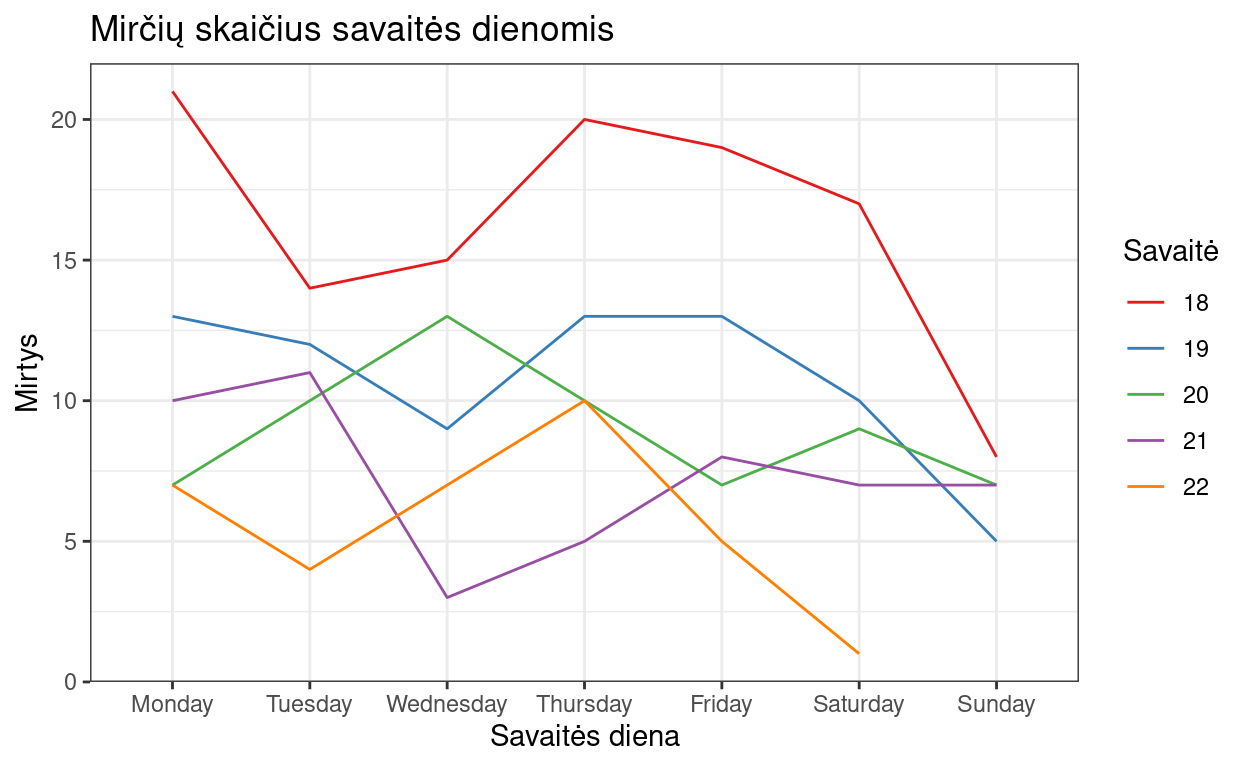 Mirčių skaičius savaitės dienomis
Mirtys
20
15
10
5
0
Monday Tuesday Wednesday Thursday Friday Saturday Sunday
Savaitės diena
Savaitė
18
19
20
21
22